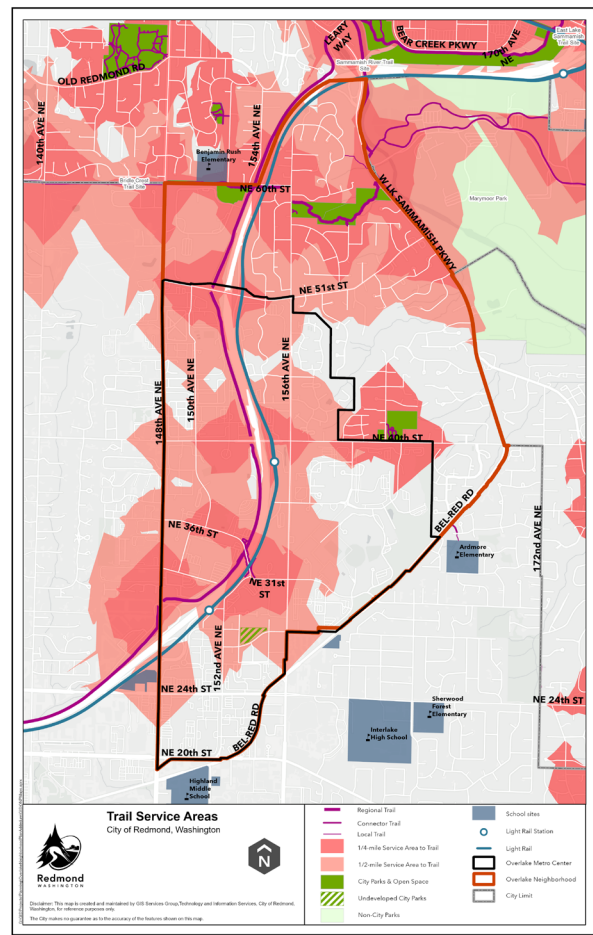 LEARY
WAY
BEAR CREEK PKWY
170TH AVE
NE
East Lake
Sammamish
Trail Site
OLD REDMOND RD
Sammamish River Trail
Site
140th AVE NE
154th AVE NE
Benjamin Rush
Elementary
Bridle Crest
Trail Site
NE 60th ST
W LK SAMMAMISH PKWY
Marymoor Park
NE 51st ST
148th AVE NE
150th AVE NE
156th AVE NE
NE 40th ST
BEL-RED RD
172nd AVE NE
NE 36th ST
Ardmore
Elementary
NE 31st
ST
152nd AVE NE
NE 24th ST
NE 24th ST
Sherwood
Forest
Elementary
Interlake
High School
BEL-RED RD
NE 20th ST
Highland
Middle
School
Trail Service Areas
City of Redmond, Washington
Redmond
WASHINGTON
N
Disclaimer: This map is created and maintained by GIS Services Group,Technology and Information Services, City of Redmond,
Washington, for reference purposes only.
The City makes no guarantee as to the accuracy of the features shown on this map.
Regional Trail
Connector Trail
Local Trail
1/4-mile Service Area to Trail
1/2-mile Service Area to Trail
City Parks & Open Space
Undeveloped City Parks
Non-City Parks
School sites
Light Rail Station
Light Rail
Overlake Metro Center
Overlake Neighborhood
City Limit